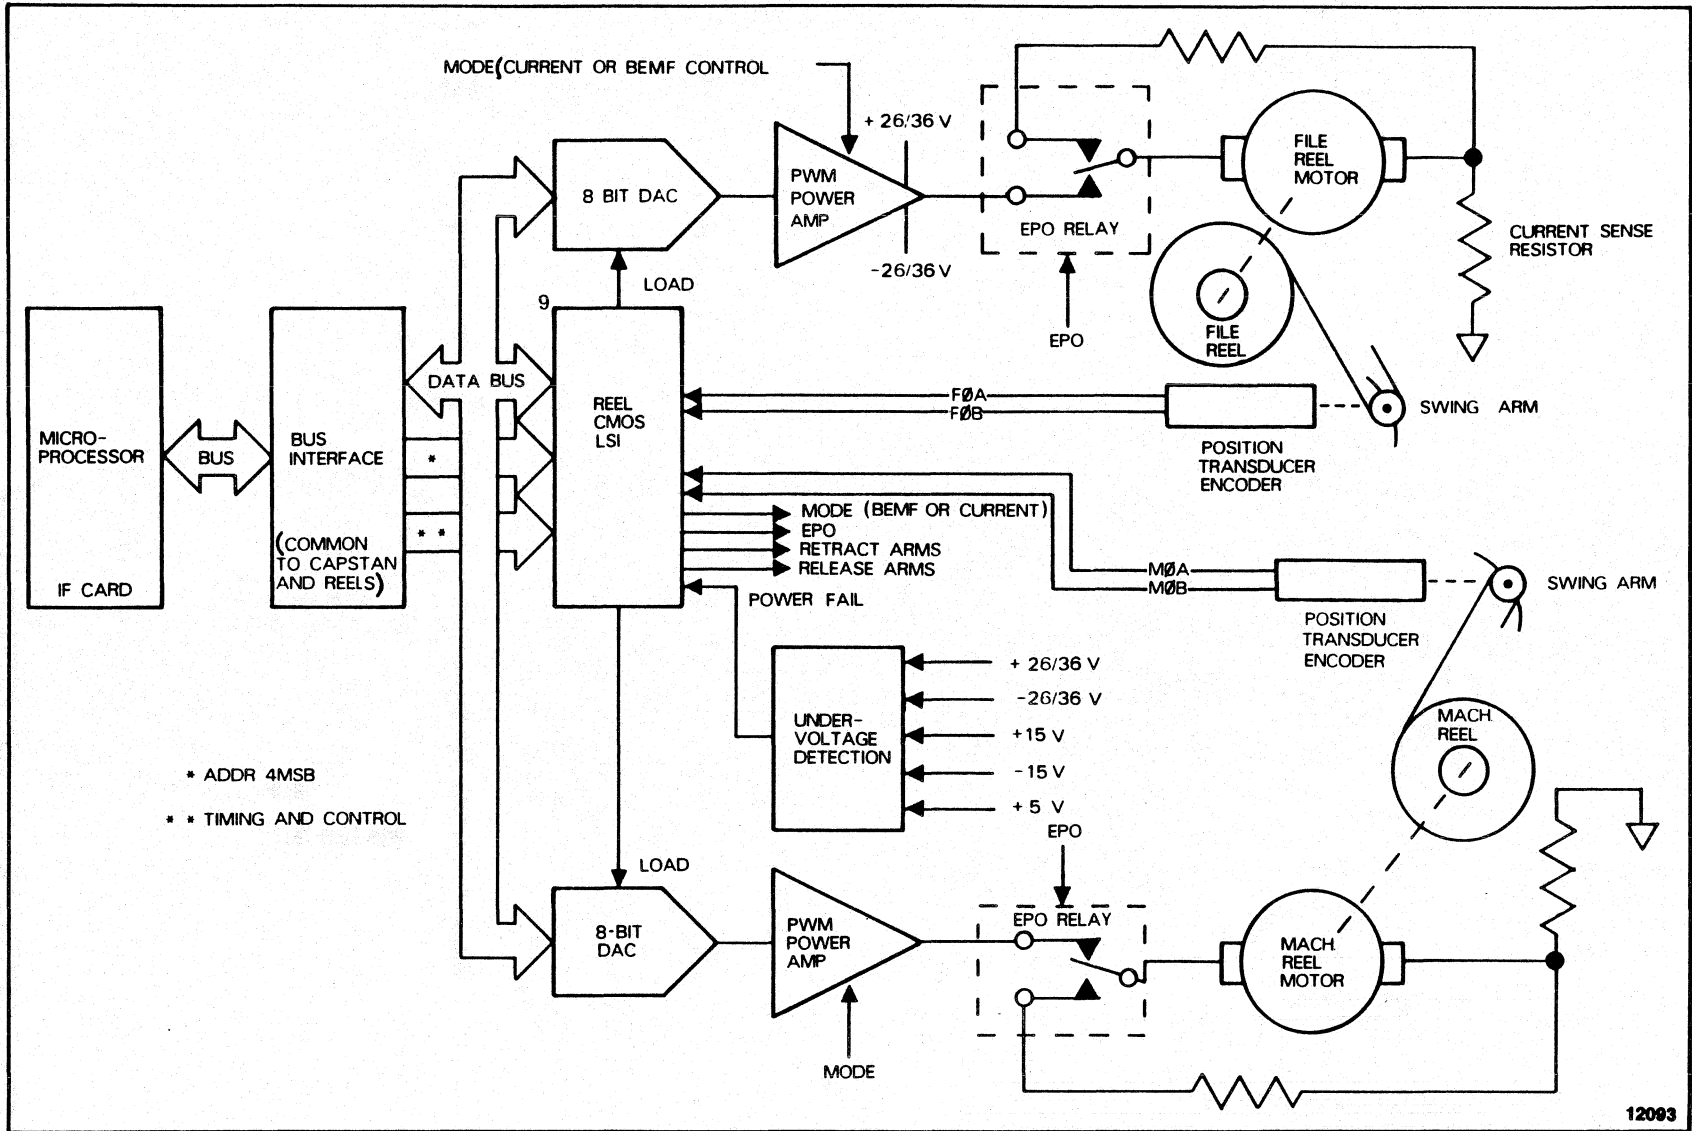 MODE(CURRENT OR BEMF CONTROL
+ 26/36 V
PWM
POWER
AMP
-26/36 V
8 BIT DAC
LOAD
EPO RELAY
EPO
FILE
REEL
MOTOR
CURRENT SENSE
RESISTOR
FILE
REEL
9
MICRO-
PROCESSOR
IF CARD
BUS
BUS
INTERFACE
(COMMON
TO CAPSTAN
AND REELS)
DATA BUS
*
* *
REEL
CMOS
LSI
FØA
FØB
POSITION
TRANSDUCER
ENCODER
SWING ARM
MODE (BEMF OR CURRENT)
EPO
RETRACT ARMS
RELEASE ARMS
POWER FAIL
MØA
MØB
POSITION
TRANSDUCER
ENCODER
SWING ARM
UNDER-
VOLTAGE
DETECTION
+ 26/36 V
-26/36 V
+15 V
-15 V
+5 V
MACH.
REEL
* ADDR 4MSB
* * TIMING AND CONTROL
LOAD
8-BIT
DAC
PWM
POWER
AMP
MODE
EPO
EPO RELAY
MACH.
REEL
MOTOR
12093